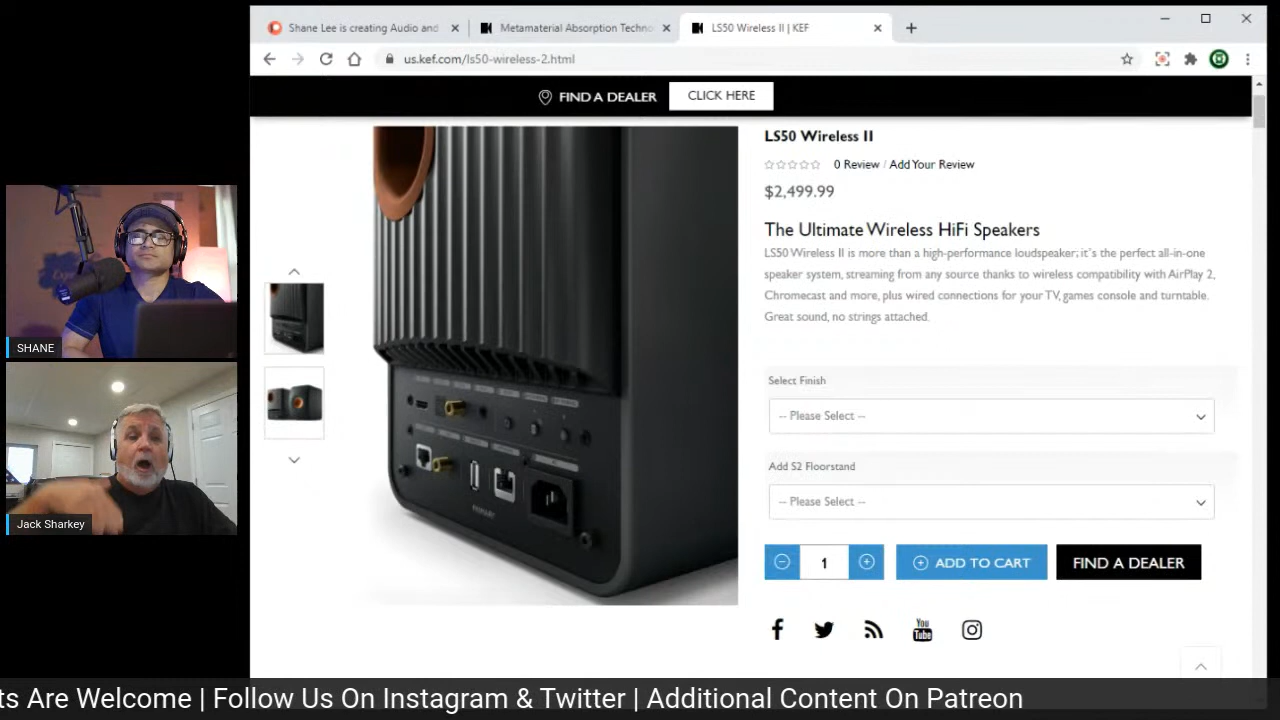 Shane Lee is creating Audio and
Metamaterial Absorption Techno
LS50 Wireless II | KEF
us.kef.com/ls50-wireless-2.html
FIND A DEALER
CLICK HERE
LS50 Wireless II
0 Review / Add Your Review
$2,499.99
The Ultimate Wireless HiFi Speakers
LS50 Wireless II is more than a high-performance loudspeaker; it's the perfect all-in-one
speaker system, streaming from any source thanks to wireless compatibility with AirPlay 2,
Chromecast and more, plus wired connections for your TV, games console and turntable.
Great sound, no strings attached.
Select Finish
-- Please Select --
Add S2 Floorstand
-- Please Select --
1
ADD TO CART
FIND A DEALER
You
Tube
SHANE
Jack Sharkey
ts Are Welcome | Follow Us On Instagram & Twitter | Additional Content On Patreon